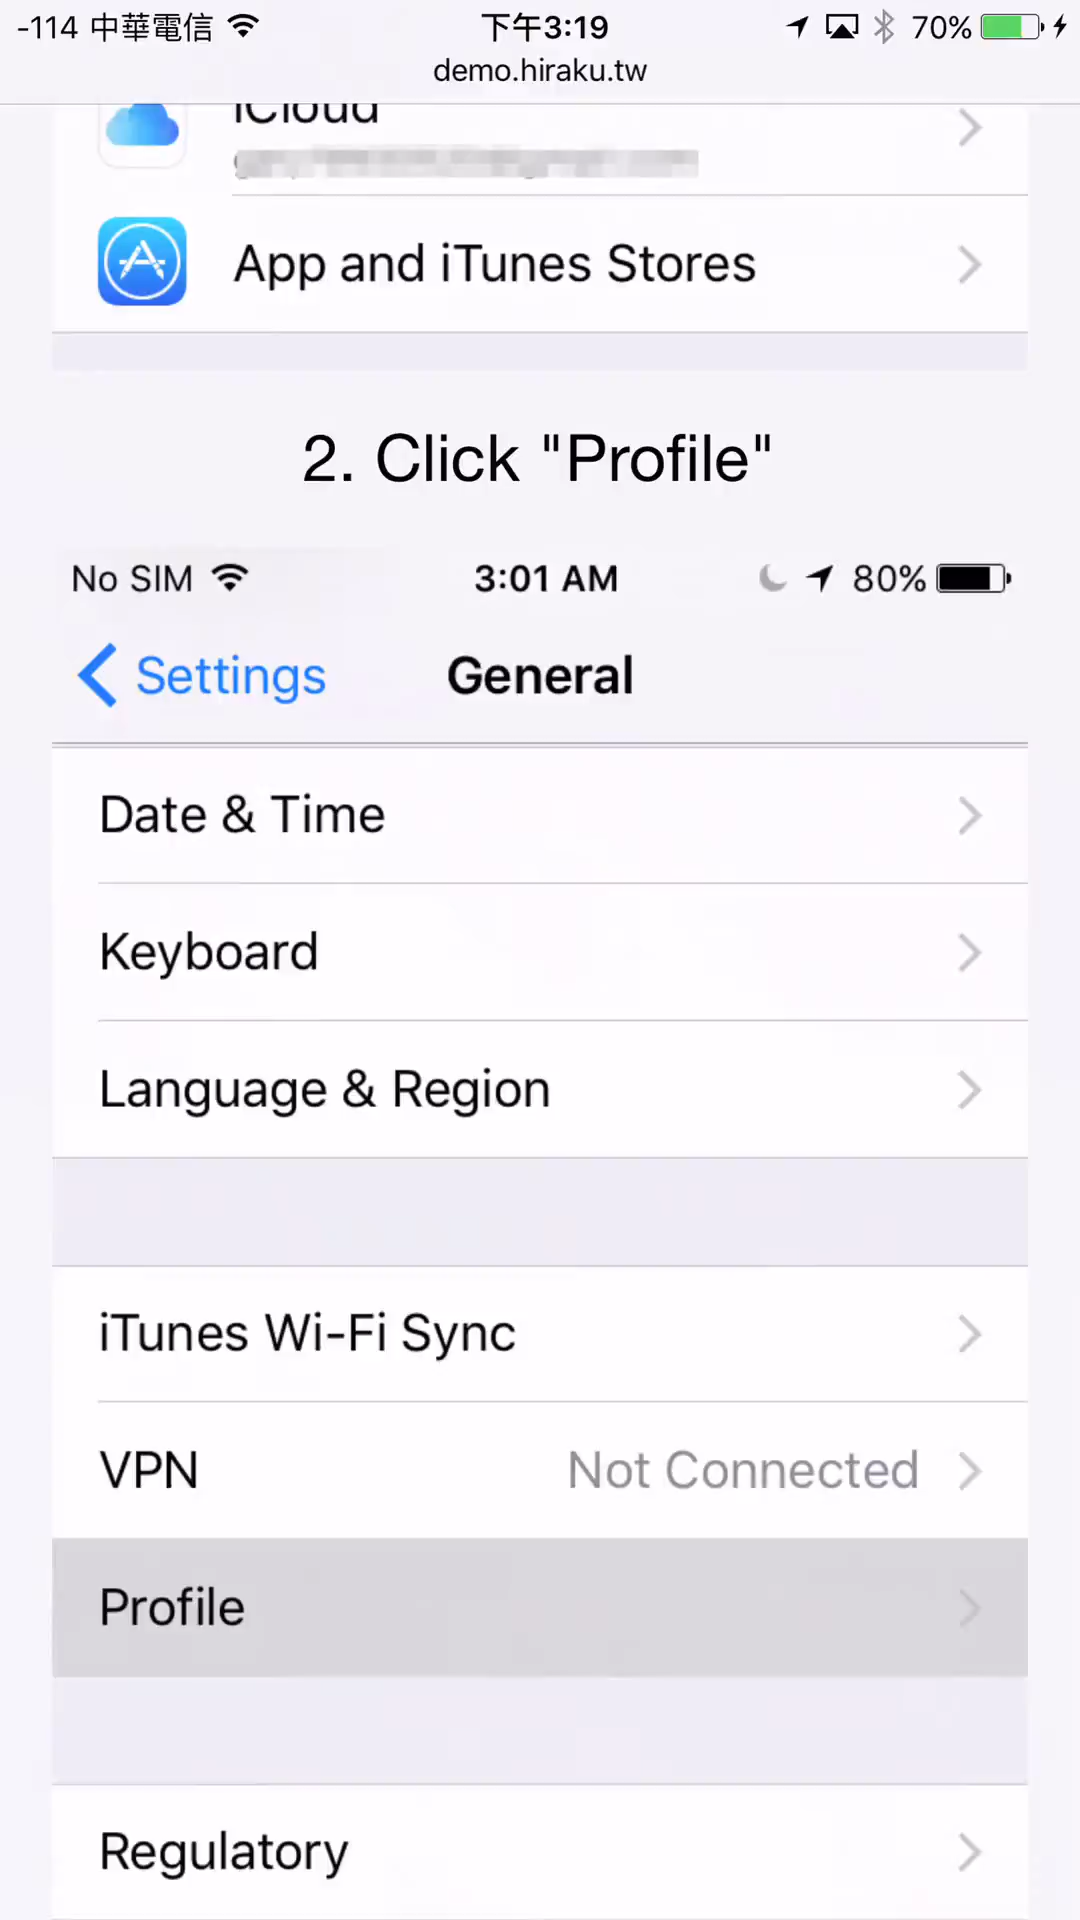 -114 中華電信 下午3:19 70%
demo.hiraku.tw
iCloud
App and iTunes Stores
2. Click "Profile"
No SIM 3:01 AM 80%
Settings General
Date & Time
Keyboard
Language & Region
iTunes Wi-Fi Sync
VPN Not Connected
Profile
Regulatory